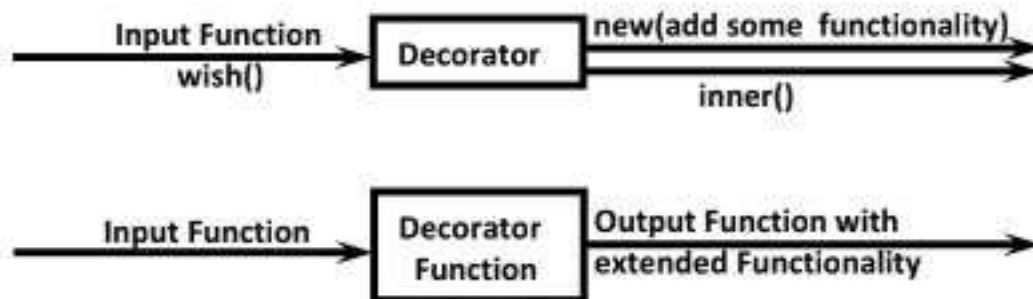 Input Function
wish()
Decorator
new(add some functionality)
inner()
Input Function
Decorator
Function
Output Function with
extended Functionality